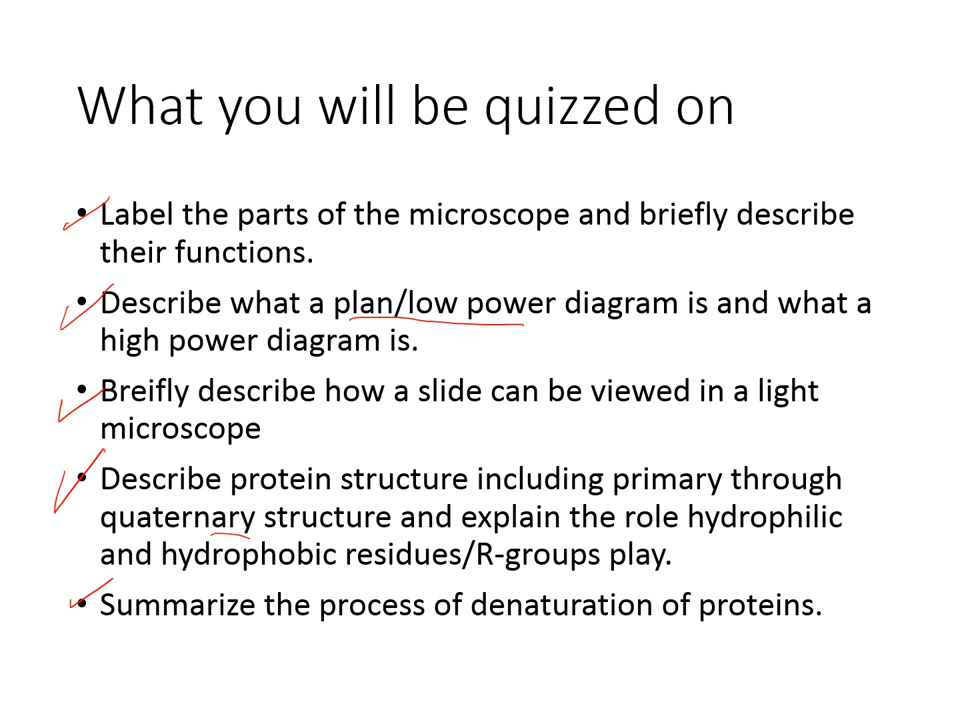 What you will be quizzed on
• Label the parts of the microscope and briefly describe
their functions.
• Describe what a plan/low power diagram is and what a
high power diagram is.
• Breifly describe how a slide can be viewed in a light
microscope
• Describe protein structure including primary through
quaternary structure and explain the role hydrophilic
and hydrophobic residues/R-groups play.
• Summarize the process of denaturation of proteins.